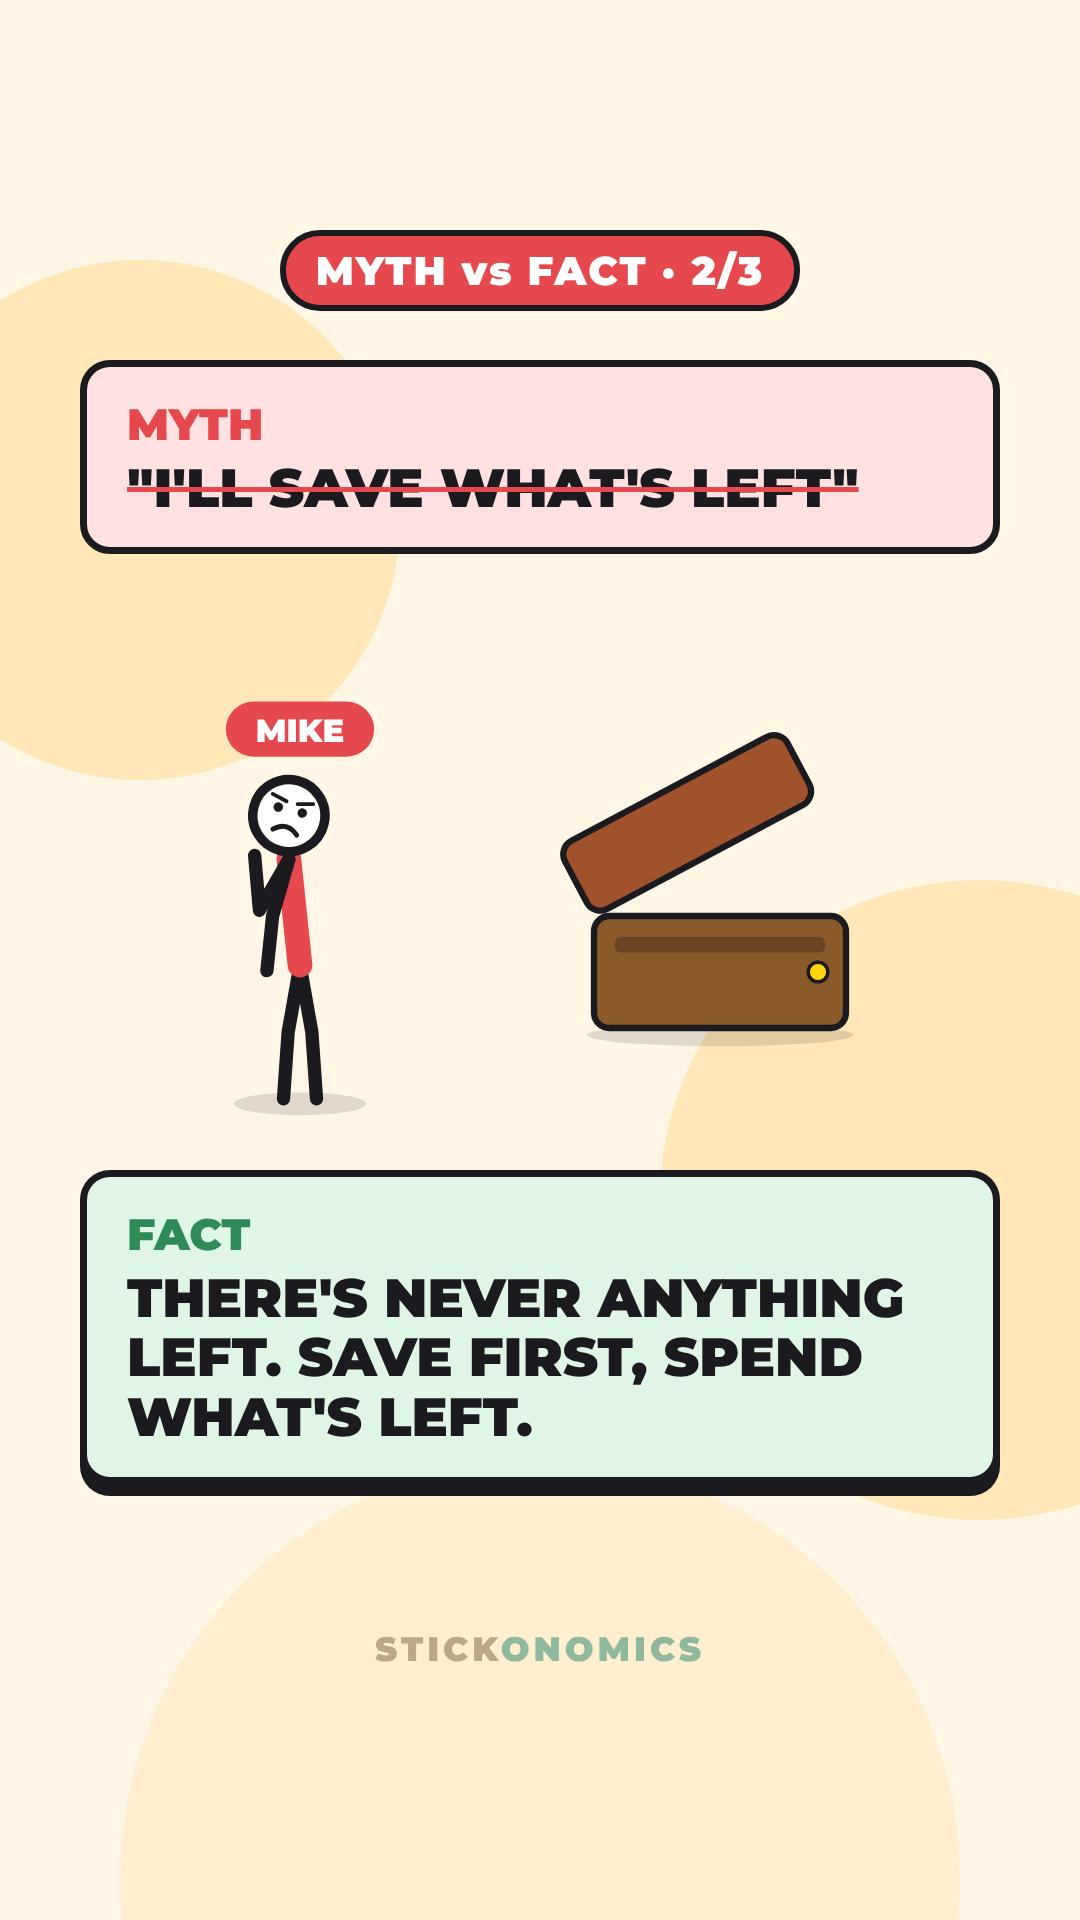 MYTH vs FACT • 2/3
MYTH
"I'LL SAVE WHAT'S LEFT"
MIKE
FACT
THERE'S NEVER ANYTHING
LEFT. SAVE FIRST, SPEND
WHAT'S LEFT.
STICKONOMICS